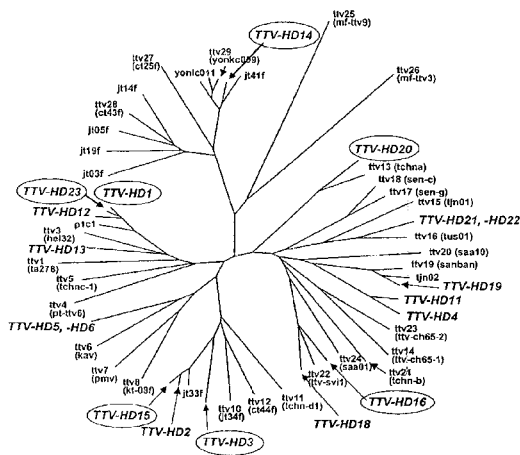 ttv25
(mf-ttv9)
TTV-HD14
ttv29
(yonkc009)
ttv27
(ct25f)
yonlc011
jt41f
ttv26
(mf-ttv3)
jt14f
ttv28
(ct43f)
jt05f
jt19f
jt03f
TTV-HD20
ttv13 (tchna)
ttv18 (sen-c)
ttv17 (sen-g)
ttv15 (tjn01)
TTV-HD21, -HD22
ttv16 (tus01)
ttv20 (saa10)
ttv19 (sanban)
tjn02
TTV-HD19
TTV-HD11
TTV-HD4
ttv23
(ttv-ch65-2)
ttv14
(ttv-ch65-1)
ttv21
(tchn-b)
ttv24
(saa01)
TTV-HD16
ttv22
(ttv-svi1)
TTV-HD18
ttv11
(tchn-d1)
ttv12
(ct44f)
ttv10
(jt34f)
TTV-HD3
jt33f
TTV-HD2
TTV-HD15
ttv8
(kt-08f)
ttv7
(pmv)
ttv6
(kav)
TTV-HD5, -HD6
ttv4
(pt-ttv6)
ttv5
(tchnc-1)
ttv1
(ta278)
TTV-HD13
ttv3
(hel32)
p1c1
TTV-HD12
TTV-HD23
TTV-HD1